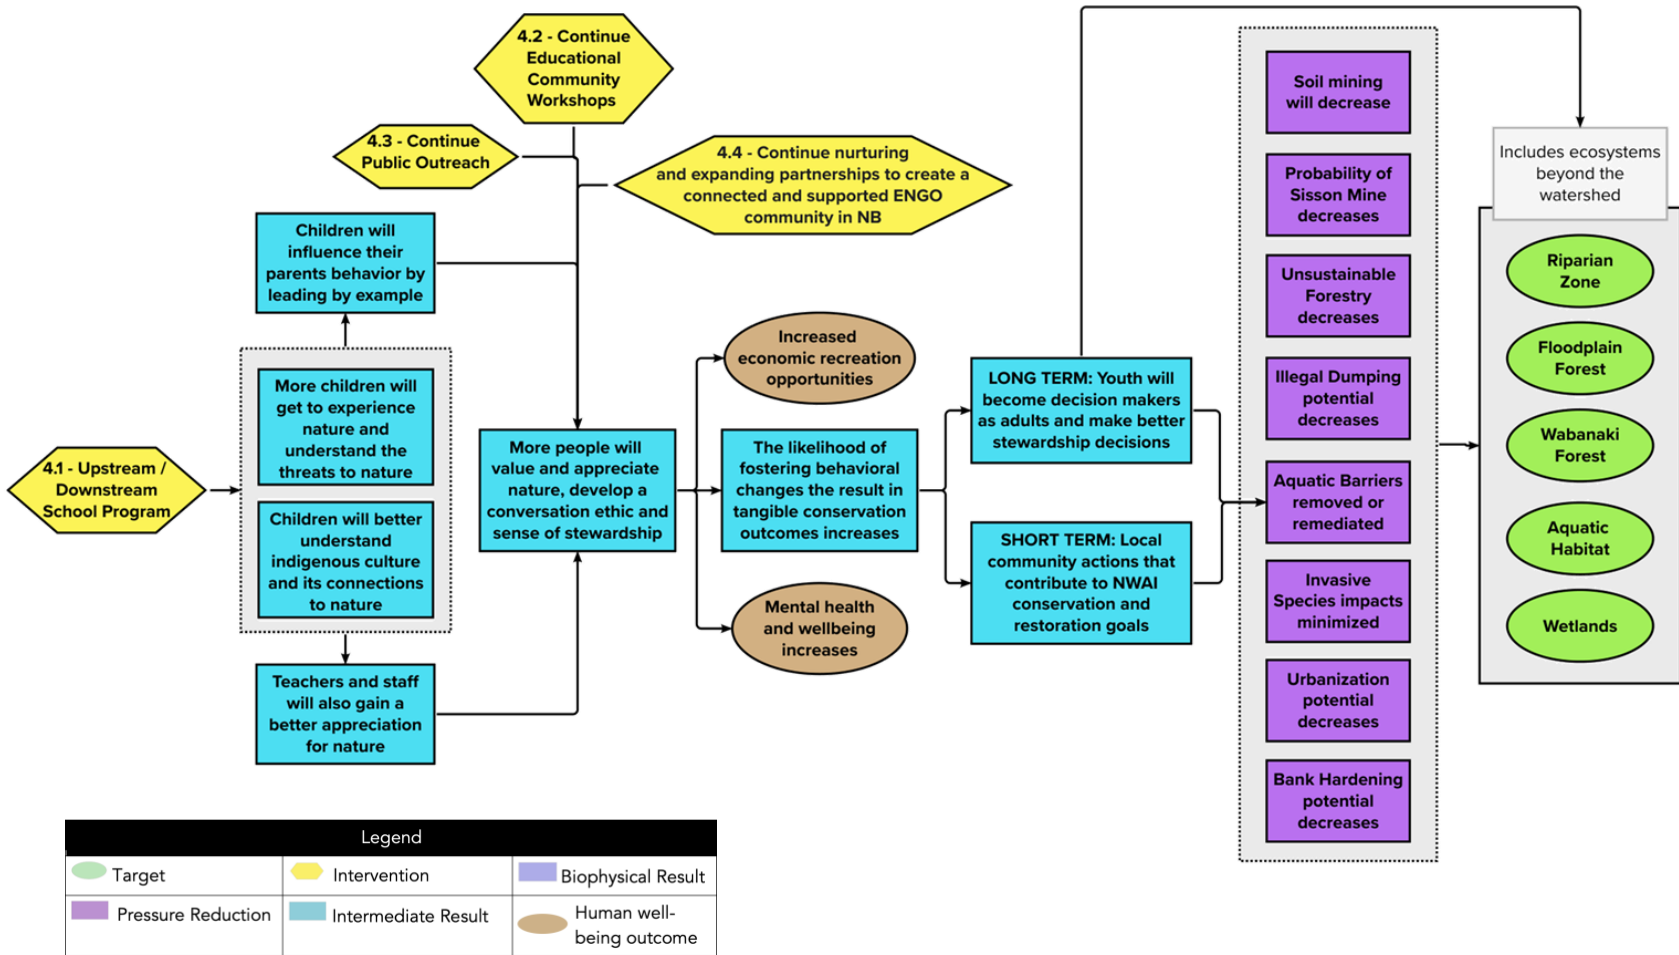 4.2 - Continue
Educational
Community
Workshops
4.3 - Continue
Public Outreach
4.4 - Continue nurturing
and expanding partnerships to create a
connected and supported ENGO
community in NB
Children will
influence their
parents behavior by
leading by example
More children will
get to experience
nature and
understand the
threats to nature
4.1 - Upstream /
Downstream
School Program
Children will better
understand
indigenous culture
and its connections
to nature
Teachers and staff
will also gain a
better appreciation
for nature
More people will
value and appreciate
nature, develop a
conversation ethic and
sense of stewardship
Increased
economic recreation
opportunities
The likelihood of
fostering behavioral
changes the result in
tangible conservation
outcomes increases
Mental health
and wellbeing
increases
LONG TERM: Youth will
become decision makers
as adults and make better
stewardship decisions
SHORT TERM: Local
community actions that
contribute to NWAI
conservation and
restoration goals
Soil mining
will decrease
Probability of
Sisson Mine
decreases
Unsustainable
Forestry
decreases
Illegal Dumping
potential
decreases
Aquatic Barriers
removed or
remediated
Invasive
Species impacts
minimized
Urbanization
potential
decreases
Bank Hardening
potential
decreases
Includes ecosystems
beyond the
watershed
Riparian
Zone
Floodplain
Forest
Wabanaki
Forest
Aquatic
Habitat
Wetlands
Legend
Target
Intervention
Biophysical Result
Pressure Reduction
Intermediate Result
Human well-
being outcome